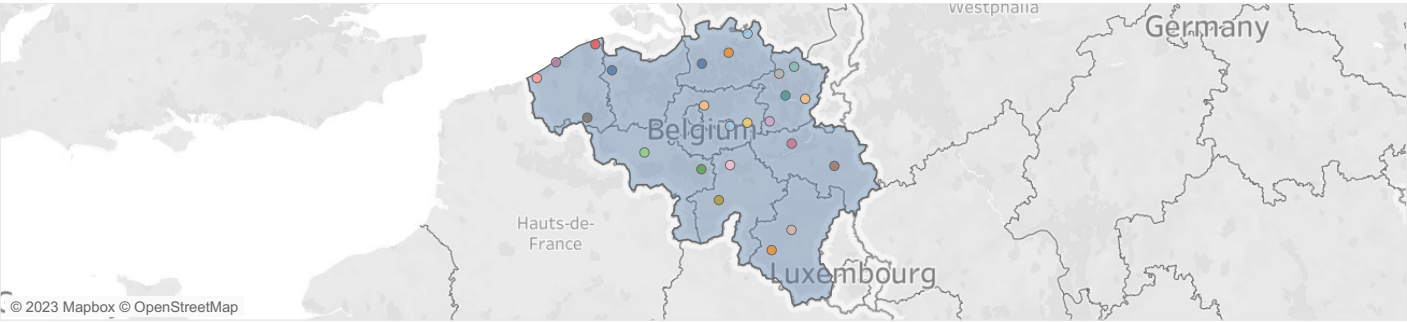 Westphalia
Germany
Belgium
Hauts-de-
France
Luxembourg
© 2023 Mapbox © OpenStreetMap